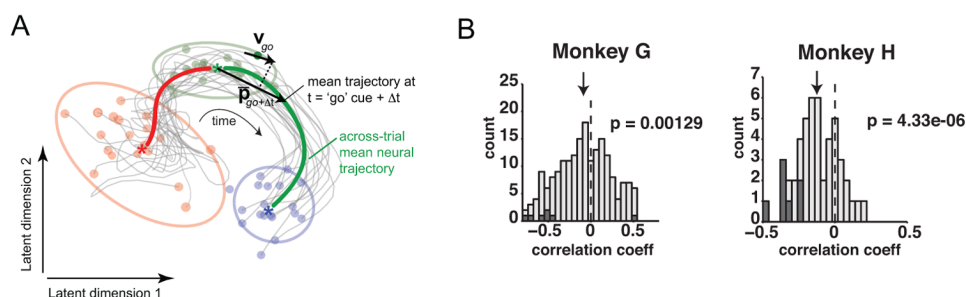 A
v go
p̅ go+Δt
mean trajectory at
t = 'go' cue + Δt
time
across-trial
mean neural
trajectory
Latent dimension 2
Latent dimension 1
B
Monkey G
25
20
15
10
5
0
count
p = 0.00129
−0.5
0
0.5
correlation coeff
Monkey H
7
6
5
4
3
2
1
0
count
p = 4.33e-06
−0.5
0
0.5
correlation coeff